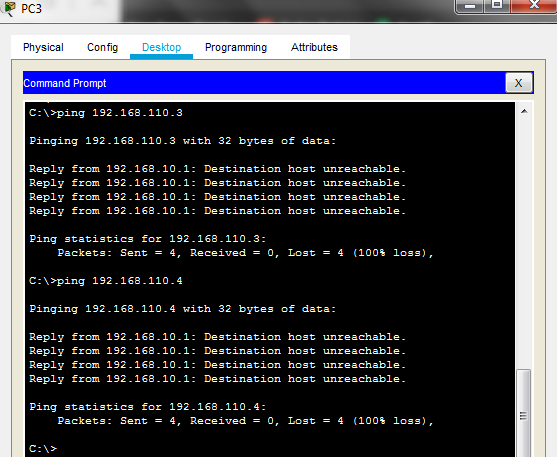 PC3
Physical Config Desktop Programming Attributes
Command Prompt X
C:\>ping 192.168.110.3
Pinging 192.168.110.3 with 32 bytes of data:
Reply from 192.168.10.1: Destination host unreachable.
Reply from 192.168.10.1: Destination host unreachable.
Reply from 192.168.10.1: Destination host unreachable.
Reply from 192.168.10.1: Destination host unreachable.
Ping statistics for 192.168.110.3:
Packets: Sent = 4, Received = 0, Lost = 4 (100% loss),
C:\>ping 192.168.110.4
Pinging 192.168.110.4 with 32 bytes of data:
Reply from 192.168.10.1: Destination host unreachable.
Reply from 192.168.10.1: Destination host unreachable.
Reply from 192.168.10.1: Destination host unreachable.
Reply from 192.168.10.1: Destination host unreachable.
Ping statistics for 192.168.110.4:
Packets: Sent = 4, Received = 0, Lost = 4 (100% loss),
C:\>